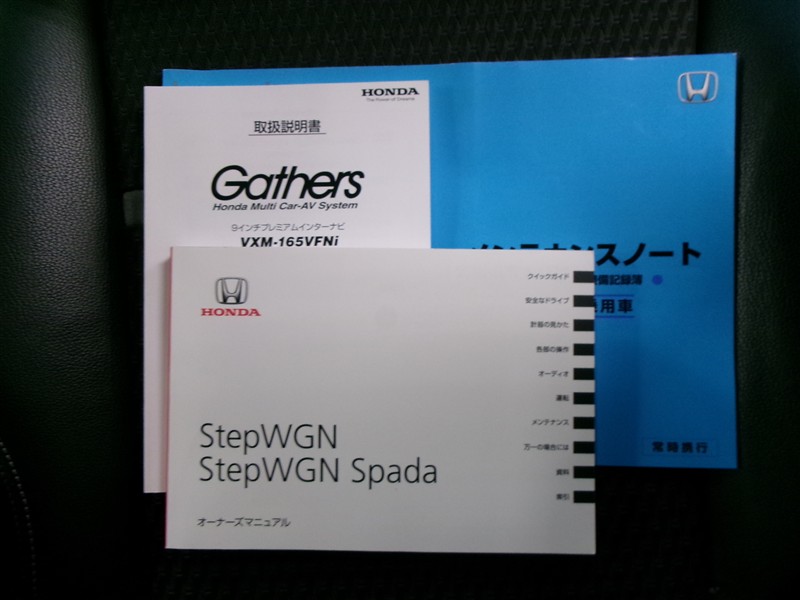 HONDA
The Power of Dreams
取扱説明書
Gathers
Honda Multi Car-AV System
9インチプレミアムインターナビ
VXM-165VFNi
メンテナンスノート
備記録簿
用車
常時携行
HONDA
StepWGN
StepWGN Spada
オーナーズマニュアル
クイックガイド
安全なドライブ
計器の見かた
各部の操作
オーディオ
運転
メンテナンス
万一の場合には
資料
索引